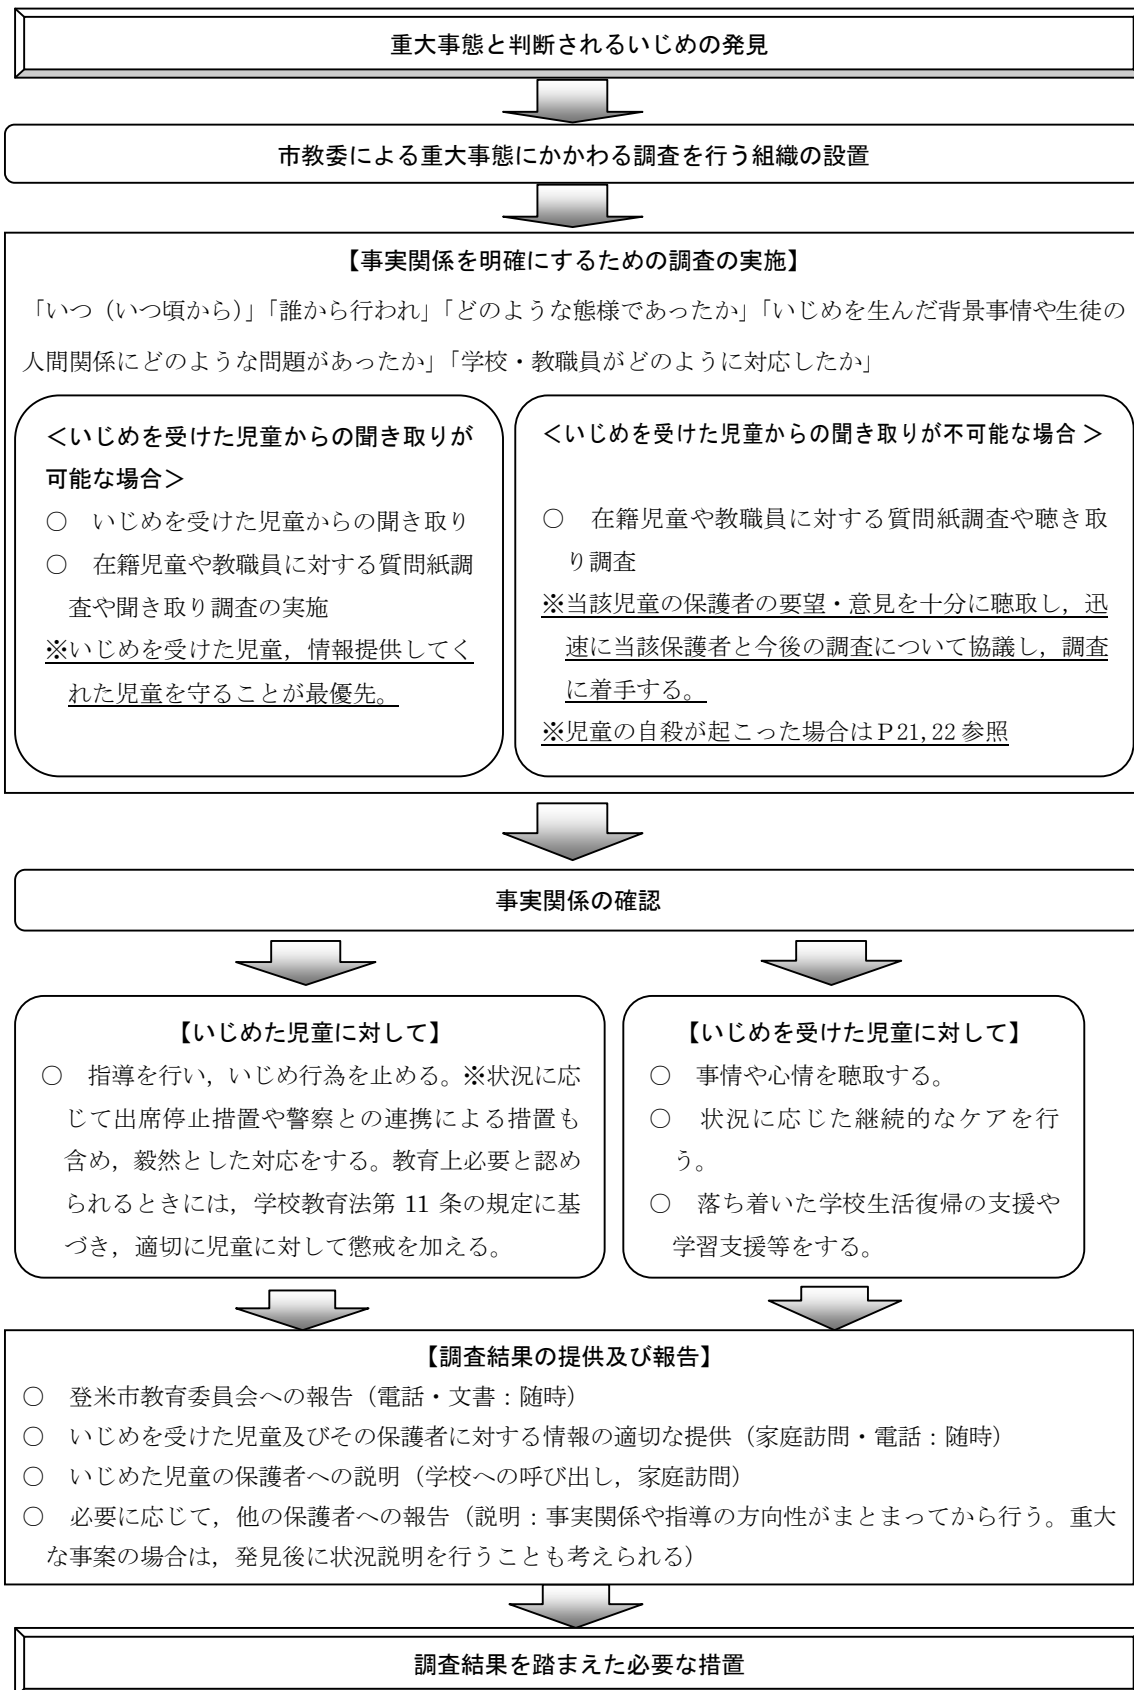 重大事態と判断されるいじめの発見
市教委による重大事態にかかわる調査を行う組織の設置
【事実関係を明確にするための調査の実施】
「いつ（いつ頃から）」「誰から行われ」「どのような態様であったか」「いじめを生んだ背景事情や生徒の
人間関係にどのような問題があったか」「学校・教職員がどのように対応したか」
＜いじめを受けた児童からの聞き取りが
可能な場合＞
○　いじめを受けた児童からの聞き取り
○　在籍児童や教職員に対する質問紙調
査や聞き取り調査の実施
※いじめを受けた児童，情報提供してく
れた児童を守ることが最優先。
＜いじめを受けた児童からの聞き取りが不可能な場合＞
○　在籍児童や教職員に対する質問紙調査や聴き取
り調査
※当該児童の保護者の要望・意見を十分に聴取し，迅
速に当該保護者と今後の調査について協議し，調査
に着手する。
※児童の自殺が起こった場合はＰ21,22 参照
事実関係の確認
【いじめた児童に対して】
○　指導を行い，いじめ行為を止める。※状況に応
じて出席停止措置や警察との連携による措置も
含め，毅然とした対応をする。教育上必要と認め
られるときには，学校教育法第 11 条の規定に基
づき，適切に児童に対して懲戒を加える。
【いじめを受けた児童に対して】
○　事情や心情を聴取する。
○　状況に応じた継続的なケアを行
う。
○　落ち着いた学校生活復帰の支援や
学習支援等をする。
【調査結果の提供及び報告】
○　登米市教育委員会への報告（電話・文書：随時）
○　いじめを受けた児童及びその保護者に対する情報の適切な提供（家庭訪問・電話：随時）
○　いじめた児童の保護者への説明（学校への呼び出し，家庭訪問）
○　必要に応じて，他の保護者への報告（説明：事実関係や指導の方向性がまとまってから行う。重大
な事案の場合は，発見後に状況説明を行うことも考えられる）
調査結果を踏まえた必要な措置